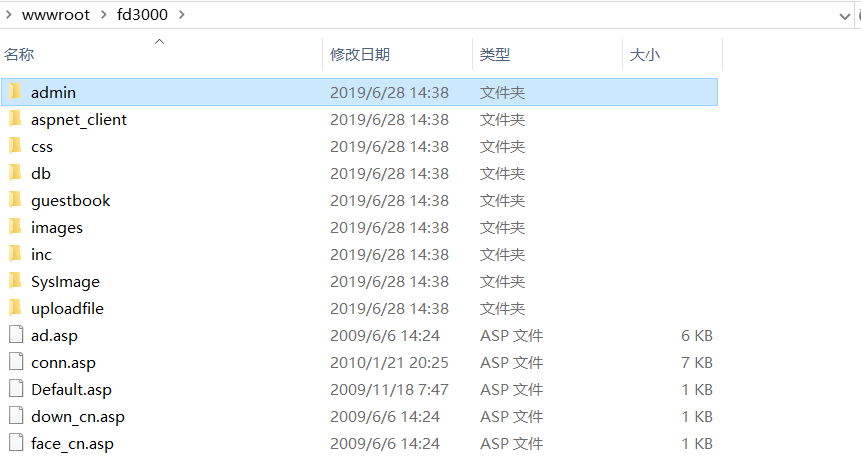 wwwroot > fd3000 >
名称 修改日期 类型 大小
admin 2019/6/28 14:38 文件夹
aspnet_client 2019/6/28 14:38 文件夹
css 2019/6/28 14:38 文件夹
db 2019/6/28 14:38 文件夹
guestbook 2019/6/28 14:38 文件夹
images 2019/6/28 14:38 文件夹
inc 2019/6/28 14:38 文件夹
SysImage 2019/6/28 14:38 文件夹
uploadfile 2019/6/28 14:38 文件夹
ad.asp 2009/6/6 14:24 ASP 文件 6 KB
conn.asp 2010/1/21 20:25 ASP 文件 7 KB
Default.asp 2009/11/18 7:47 ASP 文件 1 KB
down_cn.asp 2009/6/6 14:24 ASP 文件 1 KB
face_cn.asp 2009/6/6 14:24 ASP 文件 1 KB